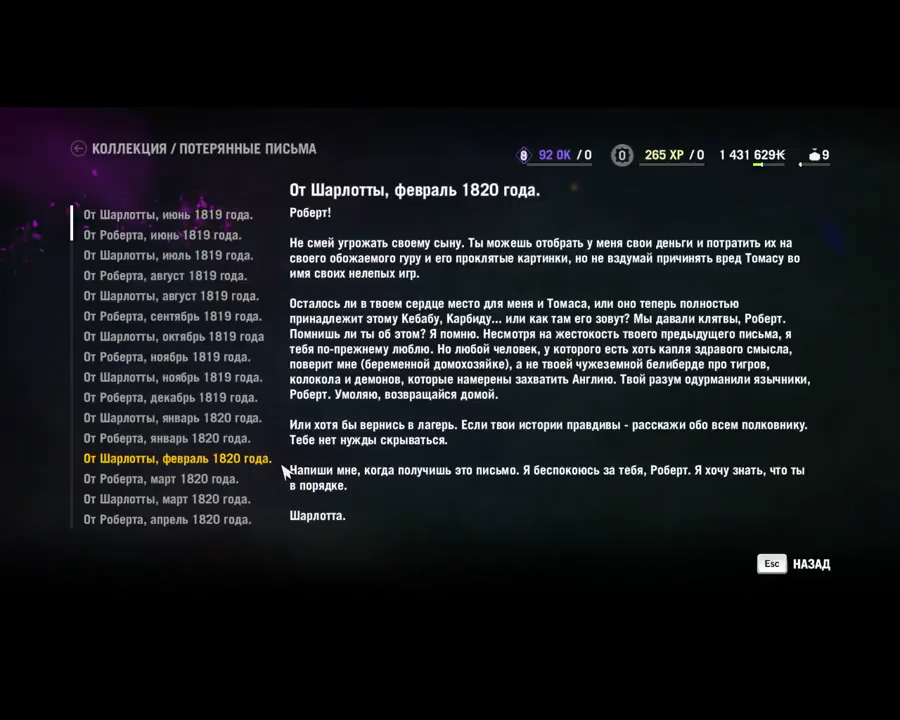 КОЛЛЕКЦИЯ / ПОТЕРЯННЫЕ ПИСЬМА
8 92 ОК / 0 0 265 XP / 0 1 431 629₭ 9
От Шарлотты, июнь 1819 года.
От Роберта, июнь 1819 года.
От Шарлотты, июль 1819 года.
От Роберта, август 1819 года.
От Шарлотты, август 1819 года.
От Роберта, сентябрь 1819 года.
От Шарлотты, октябрь 1819 года
От Роберта, ноябрь 1819 года.
От Шарлотты, ноябрь 1819 года.
От Роберта, декабрь 1819 года.
От Шарлотты, январь 1820 года.
От Роберта, январь 1820 года.
От Шарлотты, февраль 1820 года.
От Роберта, март 1820 года.
От Шарлотты, март 1820 года.
От Роберта, апрель 1820 года.
От Шарлотты, февраль 1820 года.
Роберт!
Не смей угрожать своему сыну. Ты можешь отобрать у меня свои деньги и потратить их на
своего обожаемого гуру и его проклятые картинки, но не вздумай причинять вред Томасу во
имя своих нелепых игр.
Осталось ли в твоем сердце место для меня и Томаса, или оно теперь полностью
принадлежит этому Кебабу, Карбиду... или как там его зовут? Мы давали клятвы, Роберт.
Помнишь ли ты об этом? Я помню. Несмотря на жестокость твоего предыдущего письма, я
тебя по-прежнему люблю. Но любой человек, у которого есть хоть капля здравого смысла,
поверит мне (беременной домохозяйке), а не твоей чужеземной белиберде про тигров,
колокола и демонов, которые намерены захватить Англию. Твой разум одурманили язычники,
Роберт. Умоляю, возвращайся домой.
Или хотя бы вернись в лагерь. Если твои истории правдивы - расскажи обо всем полковнику.
Тебе нет нужды скрываться.
Напиши мне, когда получишь это письмо. Я беспокоюсь за тебя, Роберт. Я хочу знать, что ты
в порядке.
Шарлотта.
Esc НАЗАД